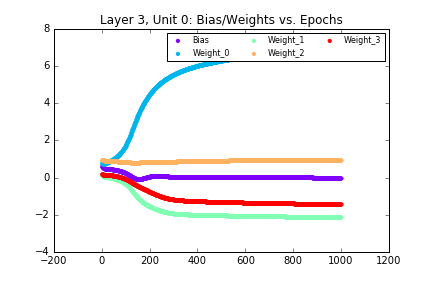 Layer 3, Unit 0: Bias/Weights vs. Epochs
8
Bias Weight_1 Weight_3
Weight_0 Weight_2
6
4
2
0
−2
−4
−200 0 200 400 600 800 1000 1200